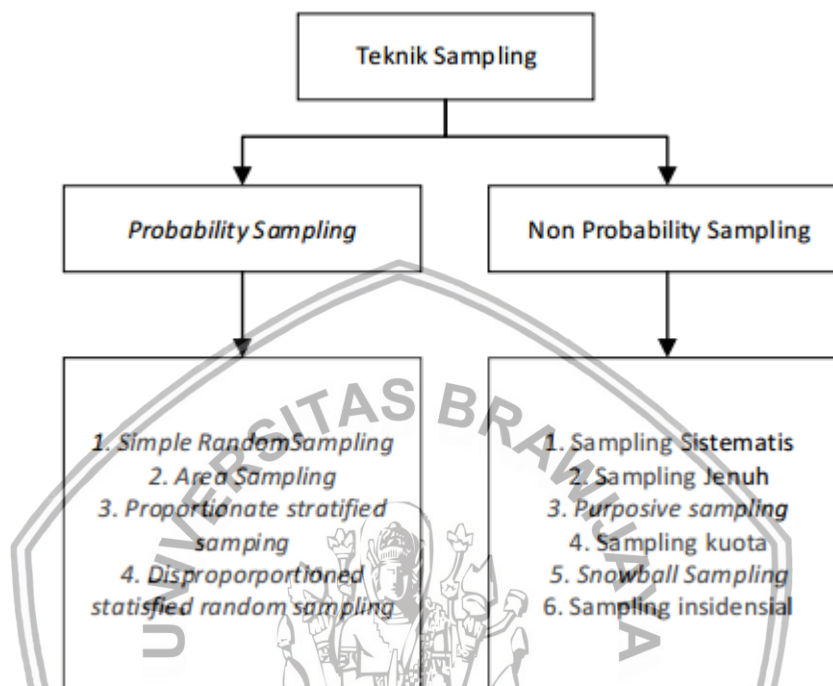 Teknik Sampling
Probability Sampling
Non Probability Sampling
1. Simple RandomSampling
2. Area Sampling
3. Proportionate stratified
samping
4. Disproporportioned
statisfied random sampling
1. Sampling Sistematis
2. Sampling Jenuh
3. Purposive sampling
4. Sampling kuota
5. Snowball Sampling
6. Sampling insidensial
UNIVERSITAS BRAWIJAYA